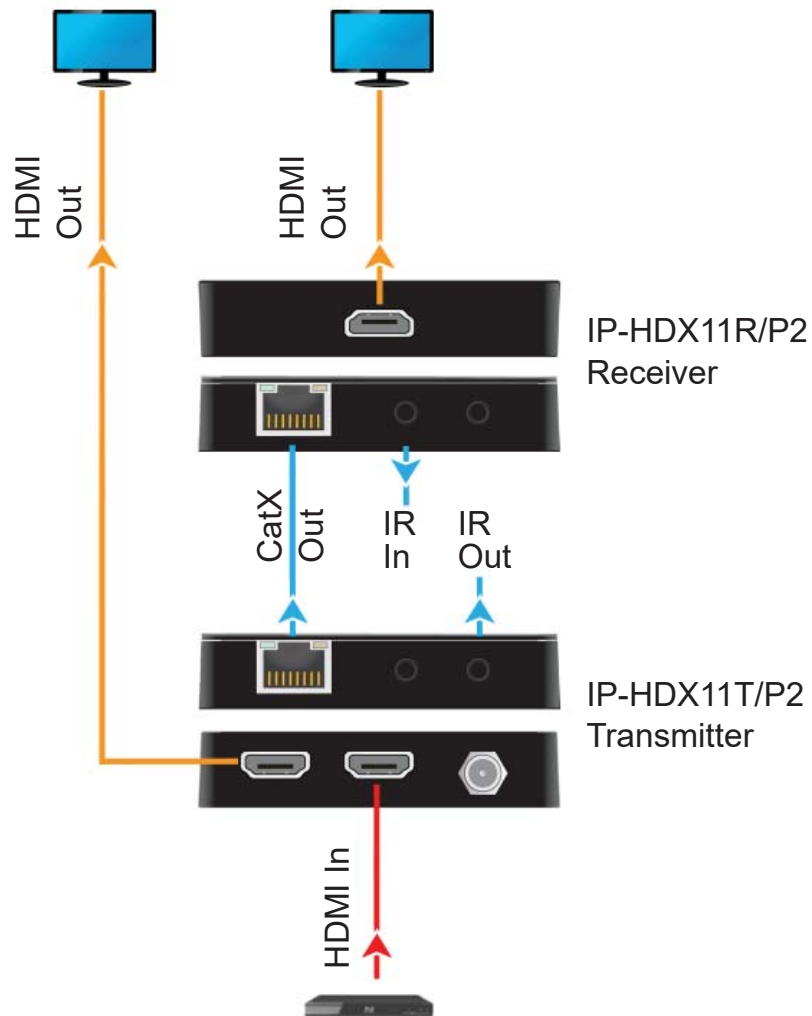 HDMI
Out
HDMI
Out
IP-HDX11R/P2
Receiver
CatX
Out
IR
In
IR
Out
IP-HDX11T/P2
Transmitter
HDMI In
N